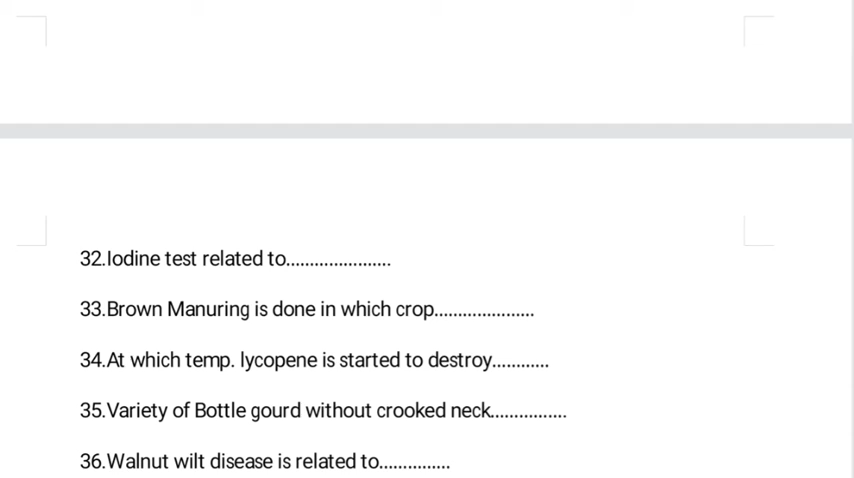 32.Iodine test related to......................
33.Brown Manuring is done in which crop.....................
34.At which temp. lycopene is started to destroy............
35.Variety of Bottle gourd without crooked neck................
36.Walnut wilt disease is related to...............